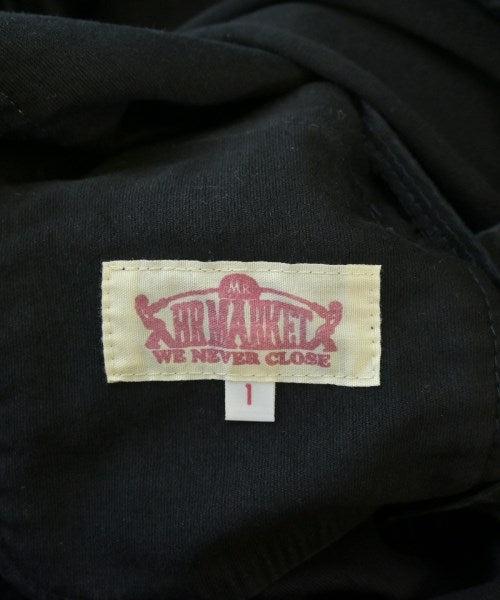 MR
HRMARKET
WE NEVER CLOSE
1